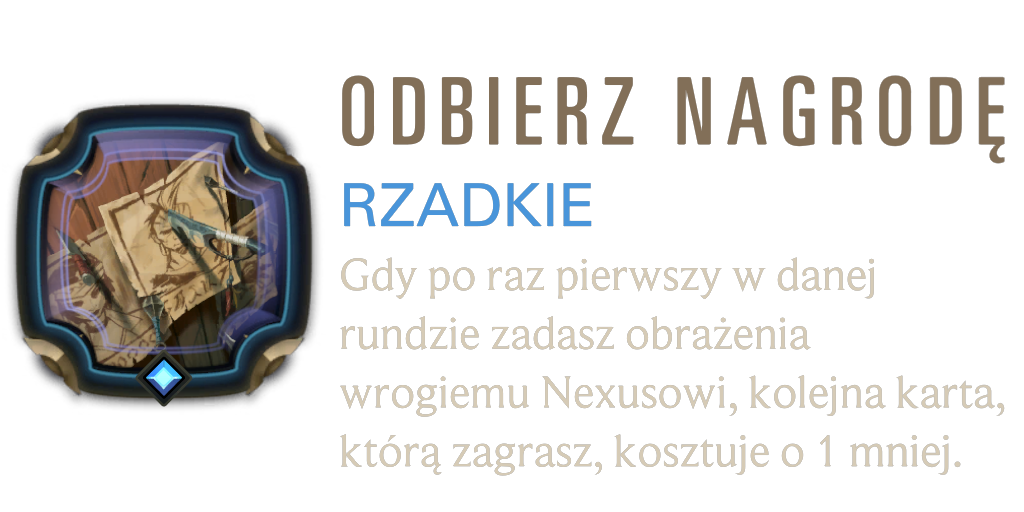 ODBIERZ NAGRODĘ
RZADKIE
Gdy po raz pierwszy w danej
rundzie zadasz obrażenia
wrogiemu Nexusowi, kolejna karta,
którą zagrasz, kosztuje o 1 mniej.